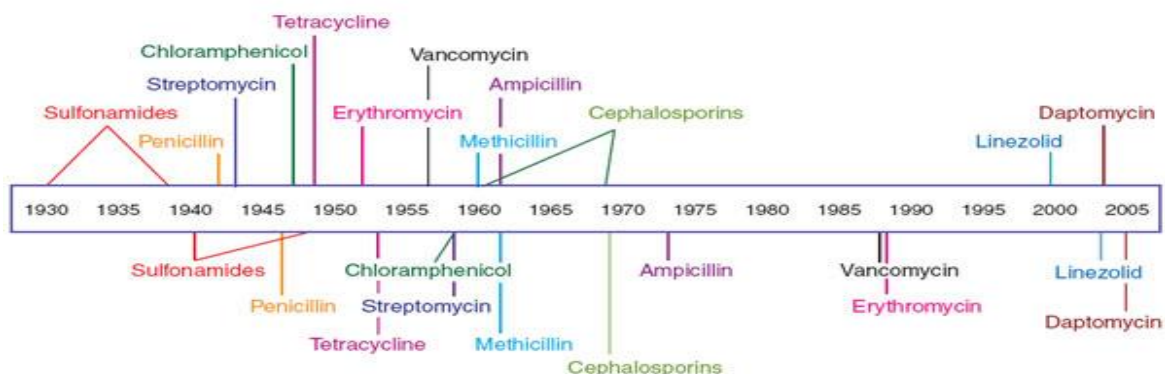 Tetracycline
Chloramphenicol Vancomycin
Streptomycin Ampicillin
Sulfonamides Erythromycin Cephalosporins Daptomycin
Penicillin Methicillin Linezolid
1930 1935 1940 1945 1950 1955 1960 1965 1970 1975 1980 1985 1990 1995 2000 2005
Sulfonamides Chloramphenicol Ampicillin Vancomycin Linezolid
Penicillin Streptomycin Erythromycin
Daptomycin
Tetracycline Methicillin
Cephalosporins